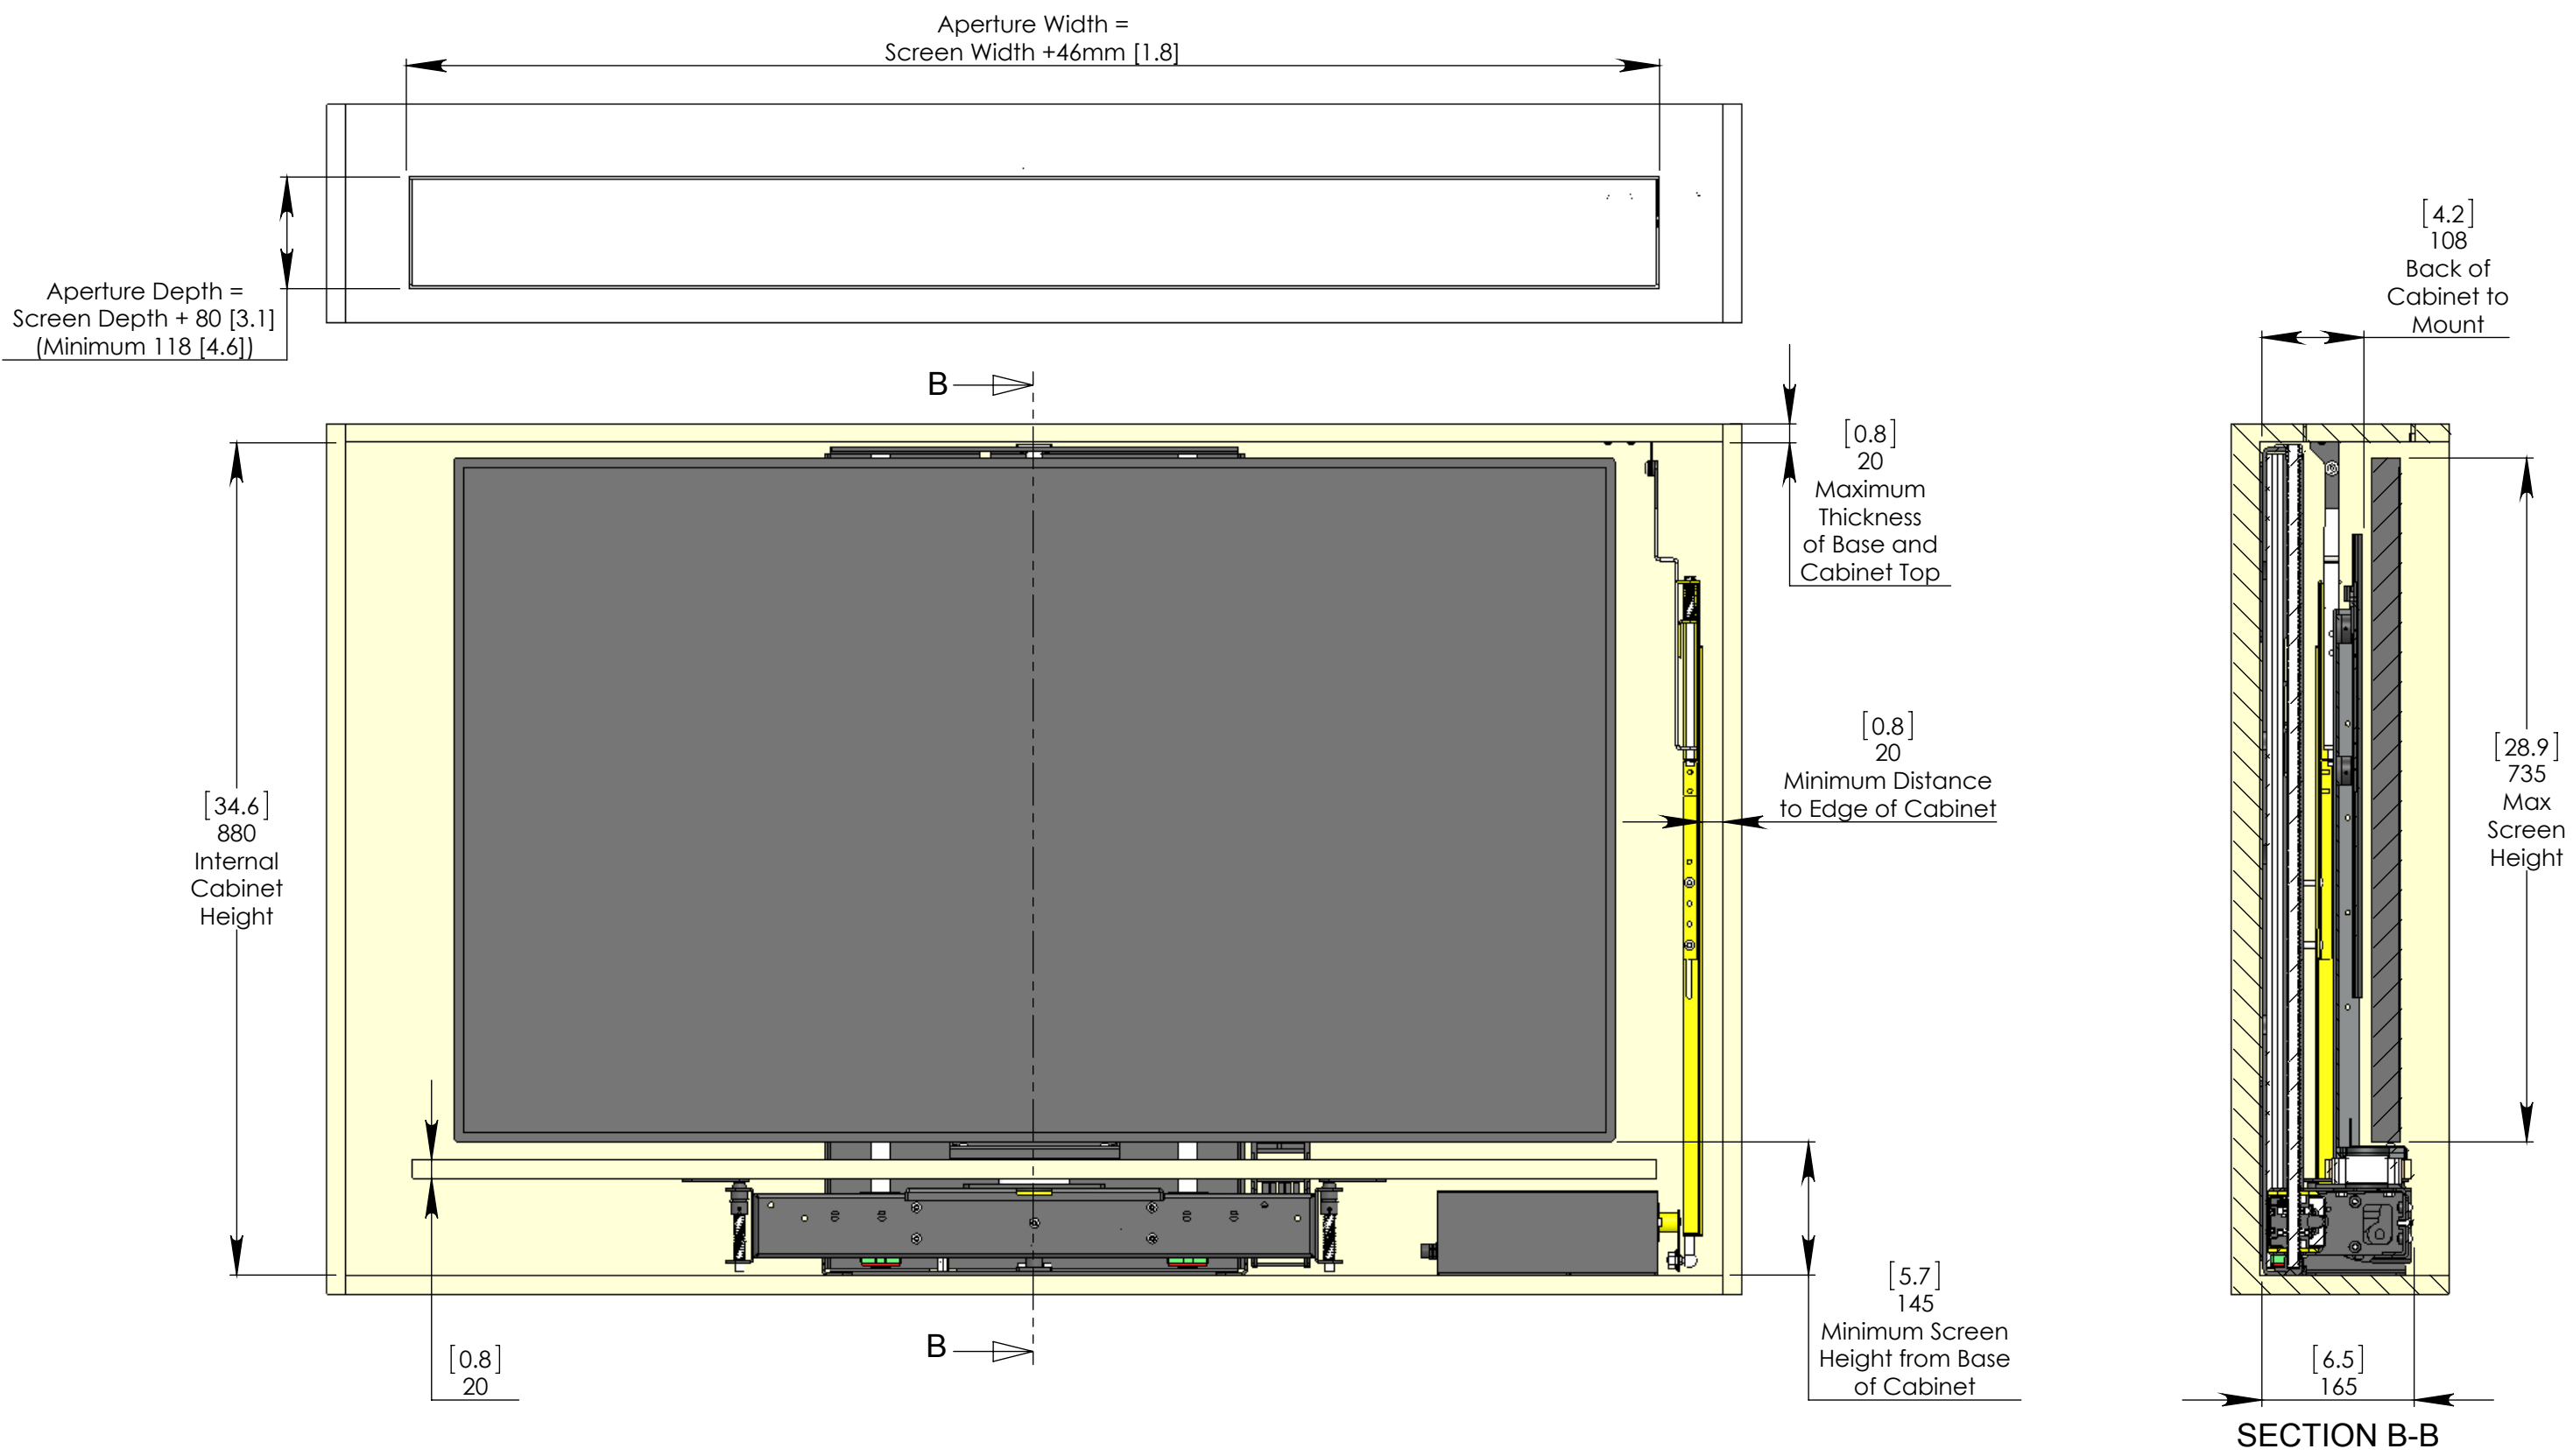 Aperture Width =
Screen Width +46mm [1.8]
Aperture Depth =
Screen Depth + 80 [3.1]
(Minimum 118 [4.6])
[4.2]
108
Back of
Cabinet to
Mount
B
[0.8]
20
Maximum
Thickness
of Base and
Cabinet Top
[0.8]
20
Minimum Distance
to Edge of Cabinet
[34.6]
880
Internal
Cabinet
Height
[28.9]
735
Max
Screen
Height
[5.7]
145
Minimum Screen
Height from Base
of Cabinet
B
[0.8]
20
[6.5]
165
SECTION B-B